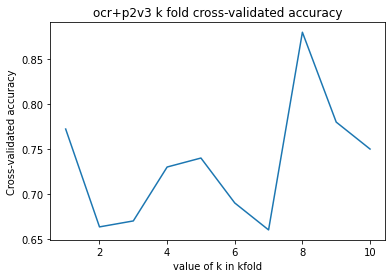 ocr+p2v3 k fold cross-validated accuracy
Cross-validated accuracy
0.85
0.80
0.75
0.70
0.65
2 4 6 8 10
value of k in kfold